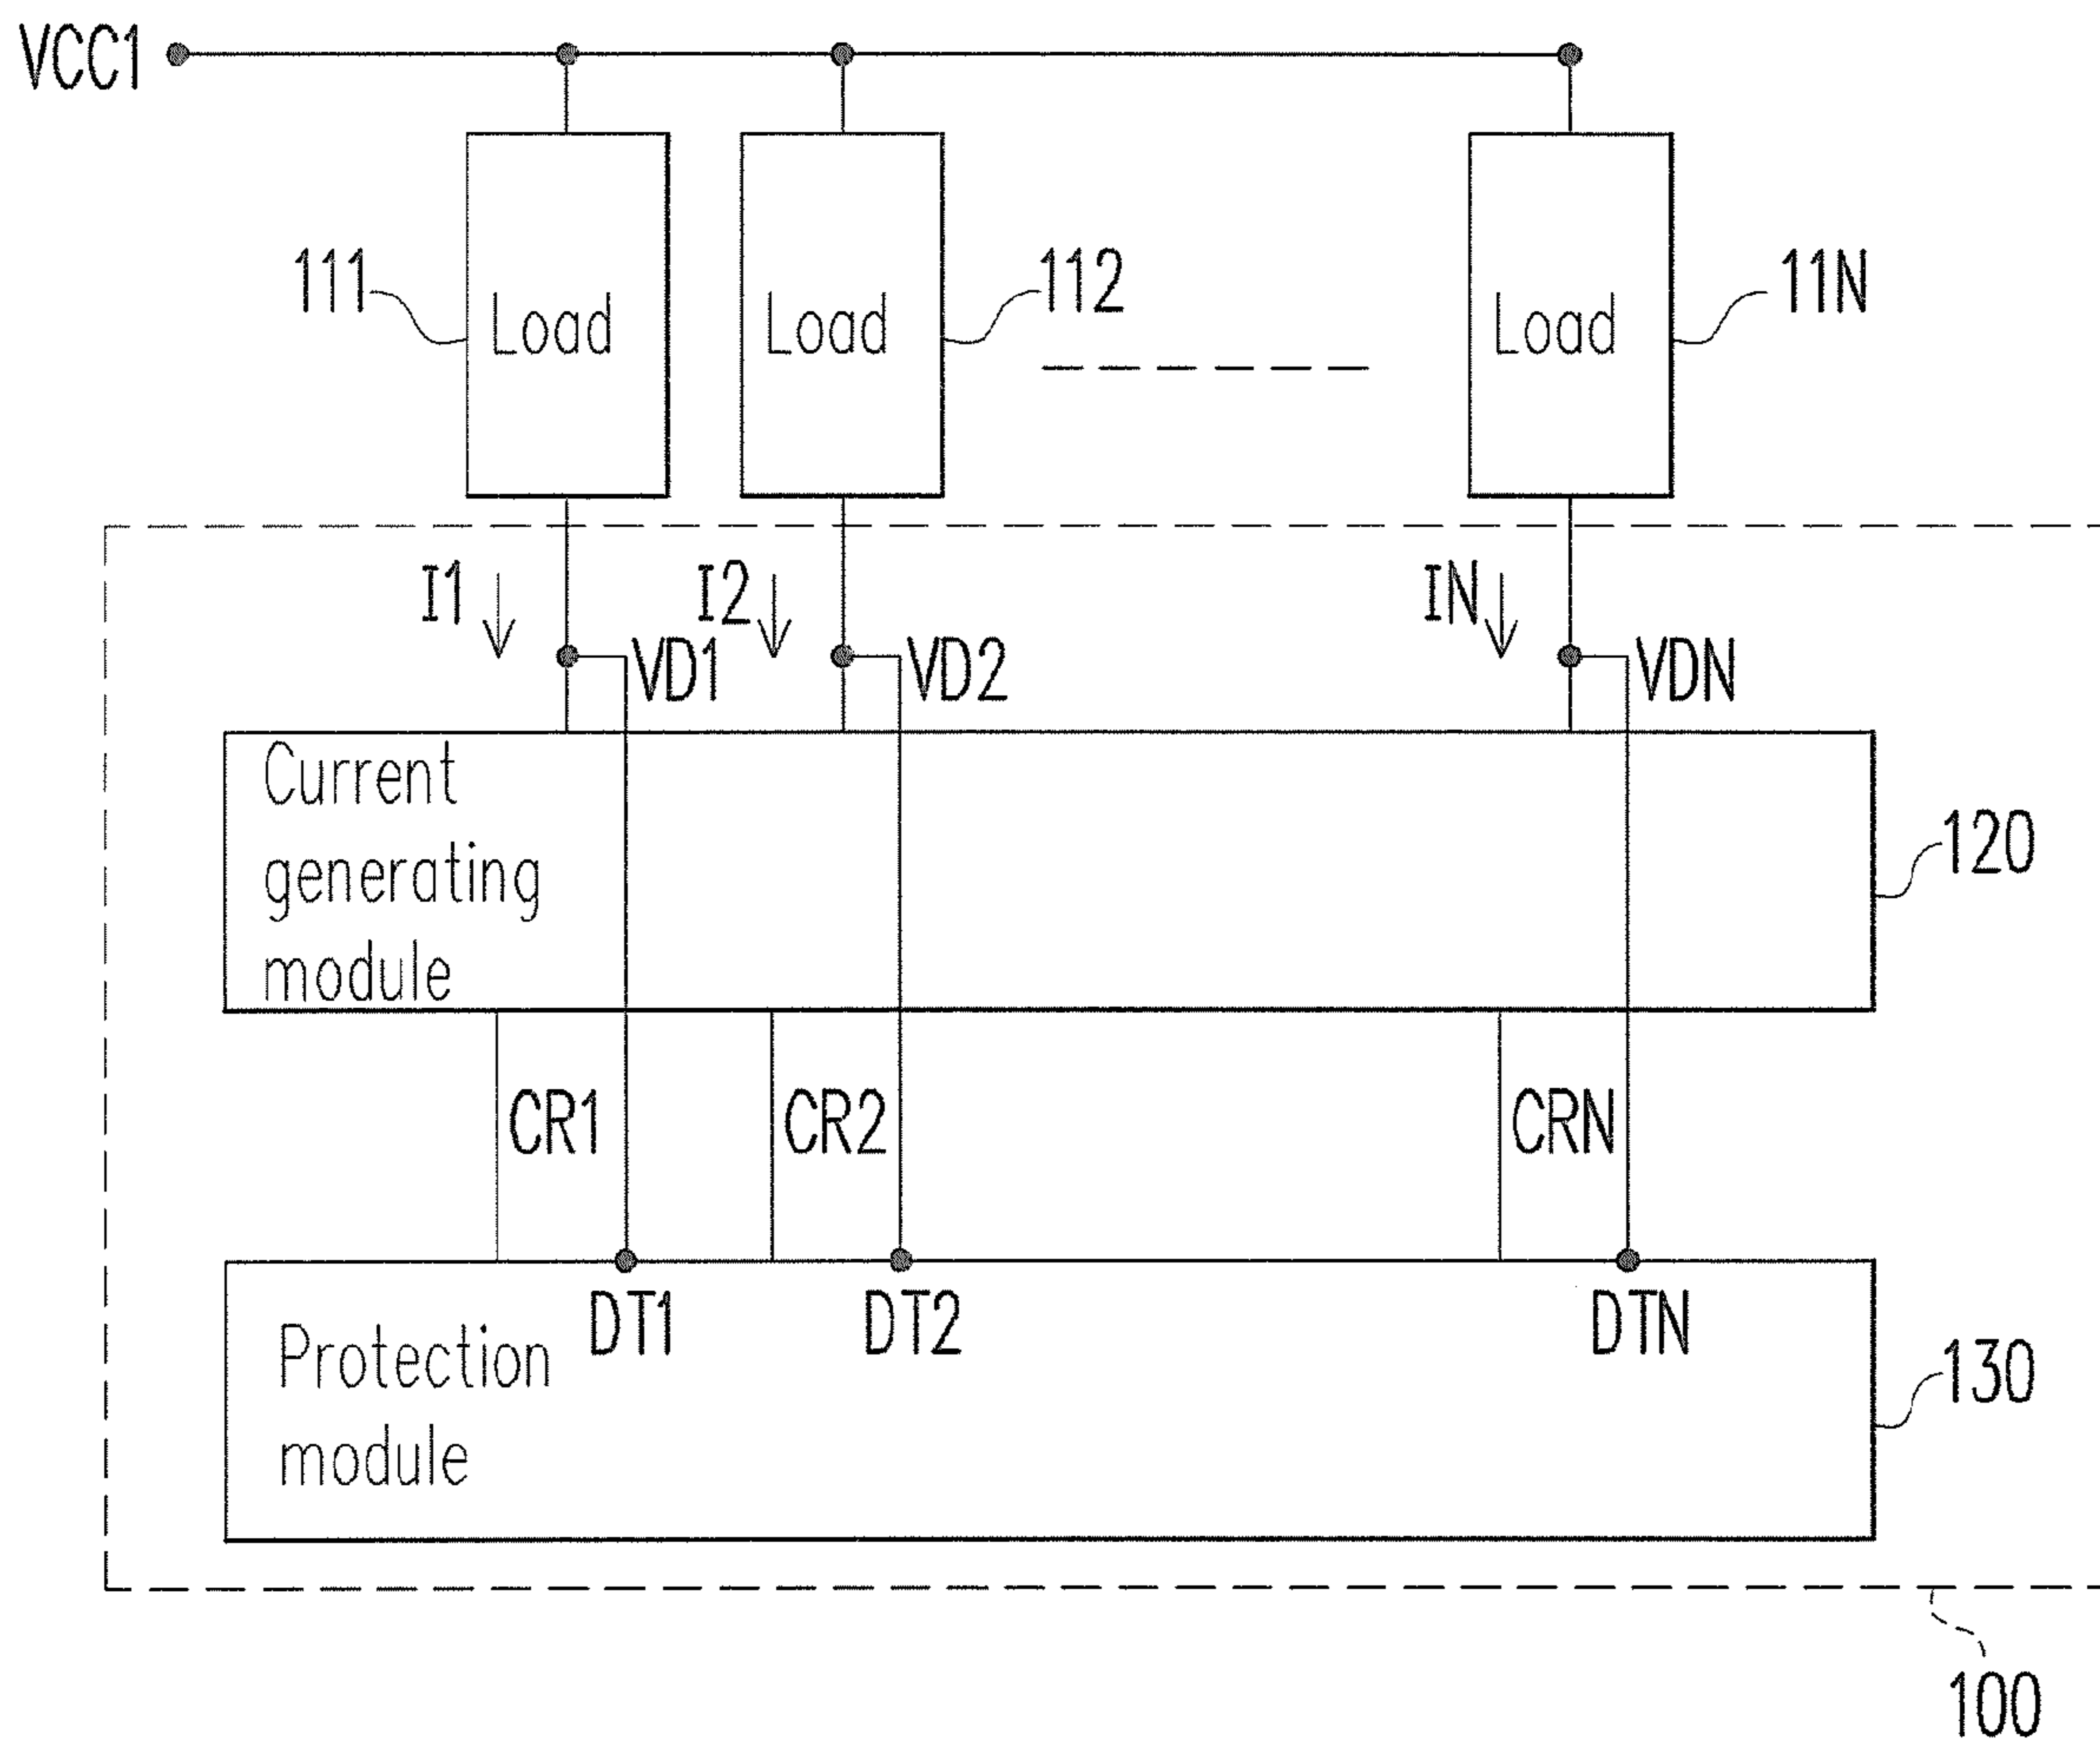 VCC1
111
Load
Load
112
Load
11N
I1
VD1
I2
VD2
IN
VDN
Current
generating
module
120
CR1
CR2
CRN
DT1
DT2
DTN
Protection
module
130
100